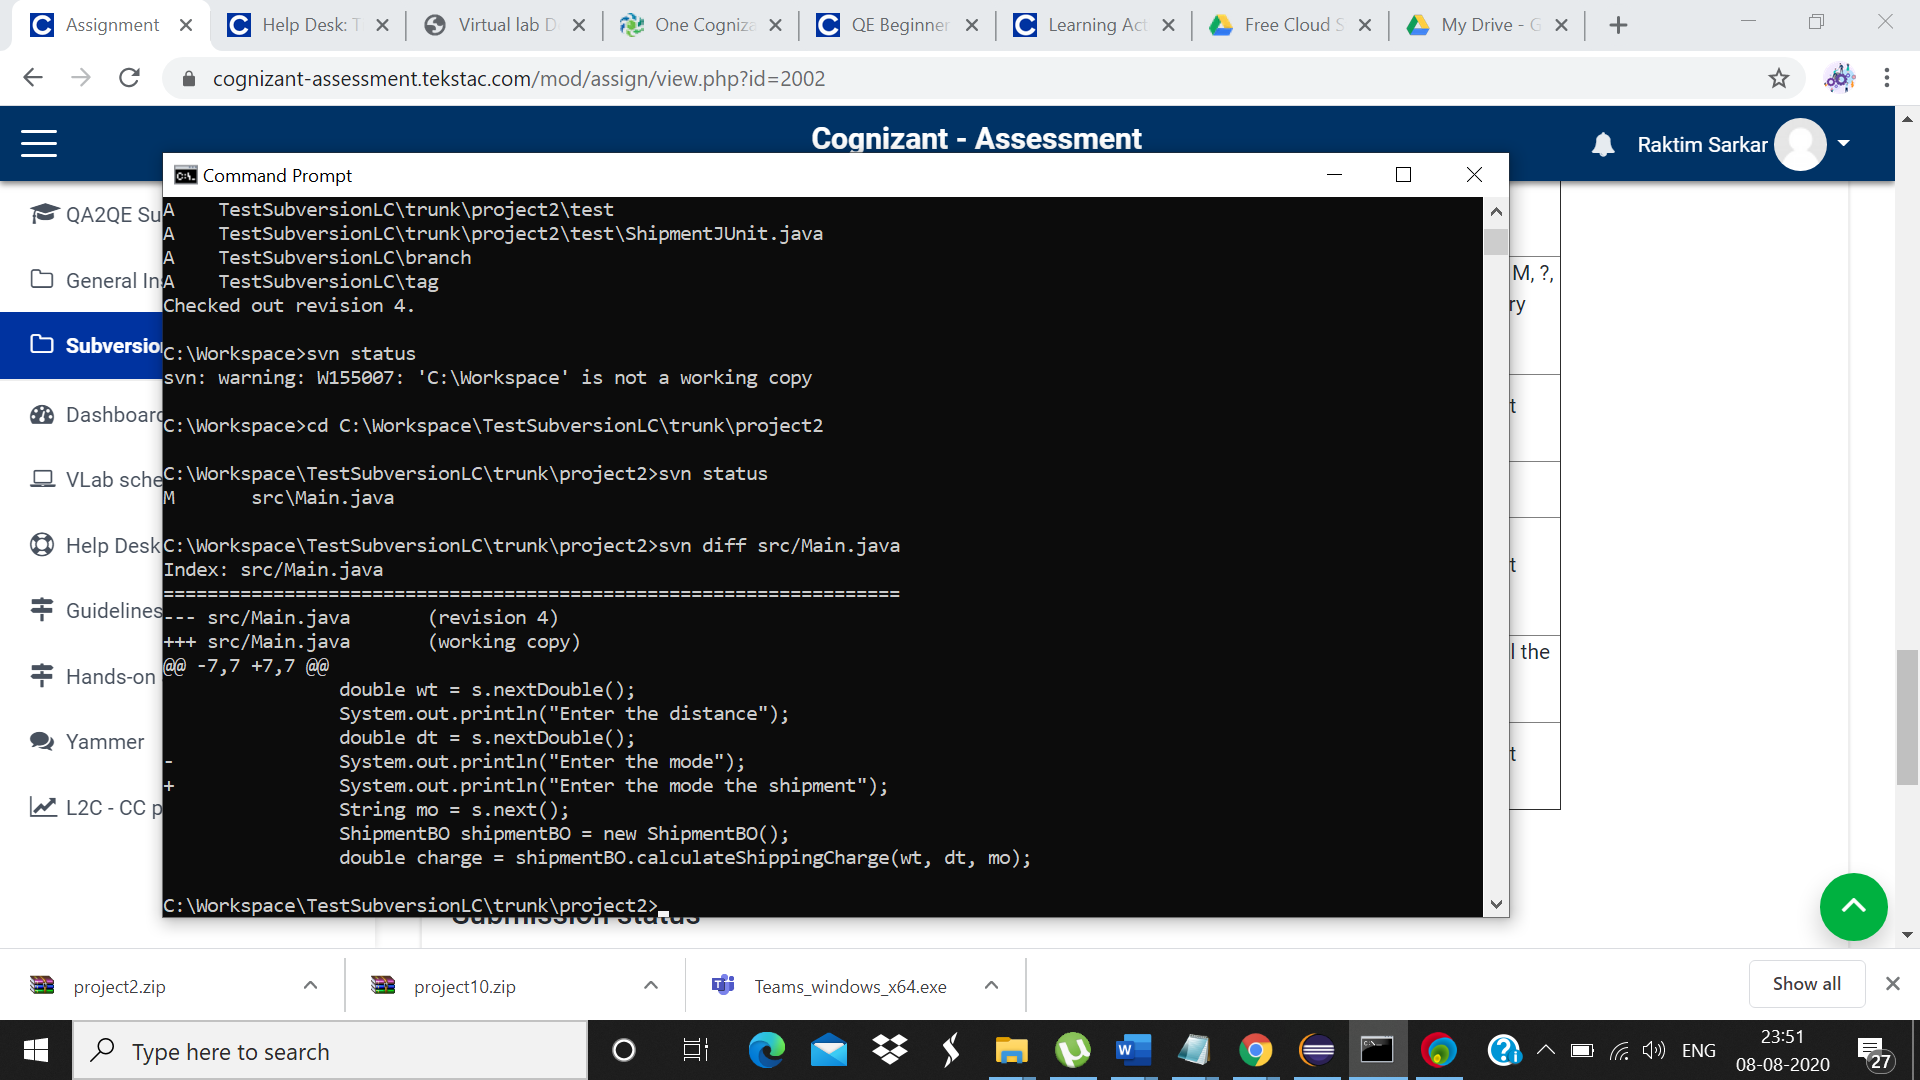 Assignment
Help Desk: T
Virtual lab D
One Cogniza
QE Beginner
Learning Act
Free Cloud S
My Drive - G
cognizant-assessment.tekstac.com/mod/assign/view.php?id=2002
Cognizant - Assessment
Raktim Sarkar
QA2QE Su
General In
Subversio
Dashboard
VLab sche
Help Desk
Guidelines
Hands-on
Yammer
L2C - CC p
Command Prompt
A    TestSubversionLC\trunk\project2\test
A    TestSubversionLC\trunk\project2\test\ShipmentJUnit.java
A    TestSubversionLC\branch
A    TestSubversionLC\tag
Checked out revision 4.
C:\Workspace>svn status
svn: warning: W155007: 'C:\Workspace' is not a working copy
C:\Workspace>cd C:\Workspace\TestSubversionLC\trunk\project2
C:\Workspace\TestSubversionLC\trunk\project2>svn status
M       src\Main.java
C:\Workspace\TestSubversionLC\trunk\project2>svn diff src/Main.java
Index: src/Main.java
===================================================================
--- src/Main.java       (revision 4)
+++ src/Main.java       (working copy)
@@ -7,7 +7,7 @@
                double wt = s.nextDouble();
                System.out.println("Enter the distance");
                double dt = s.nextDouble();
-               System.out.println("Enter the mode");
+               System.out.println("Enter the mode the shipment");
                String mo = s.next();
                ShipmentBO shipmentBO = new ShipmentBO();
                double charge = shipmentBO.calculateShippingCharge(wt, dt, mo);
C:\Workspace\TestSubversionLC\trunk\project2>
M, ?,
ry
t
t
l the
t
Submission status
project2.zip
project10.zip
Teams_windows_x64.exe
Show all
Type here to search
ENG
23:51
08-08-2020
27